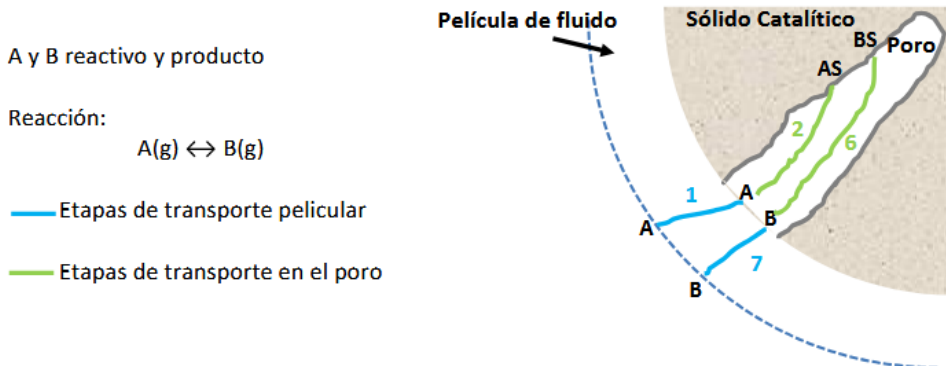 A y B reactivo y producto
Reacción:
A(g) ↔ B(g)
Etapas de transporte pelicular
Etapas de transporte en el poro
Película de fluido
Sólido Catalítico
BS
Poro
AS
2
6
1
A
B
A
7
B